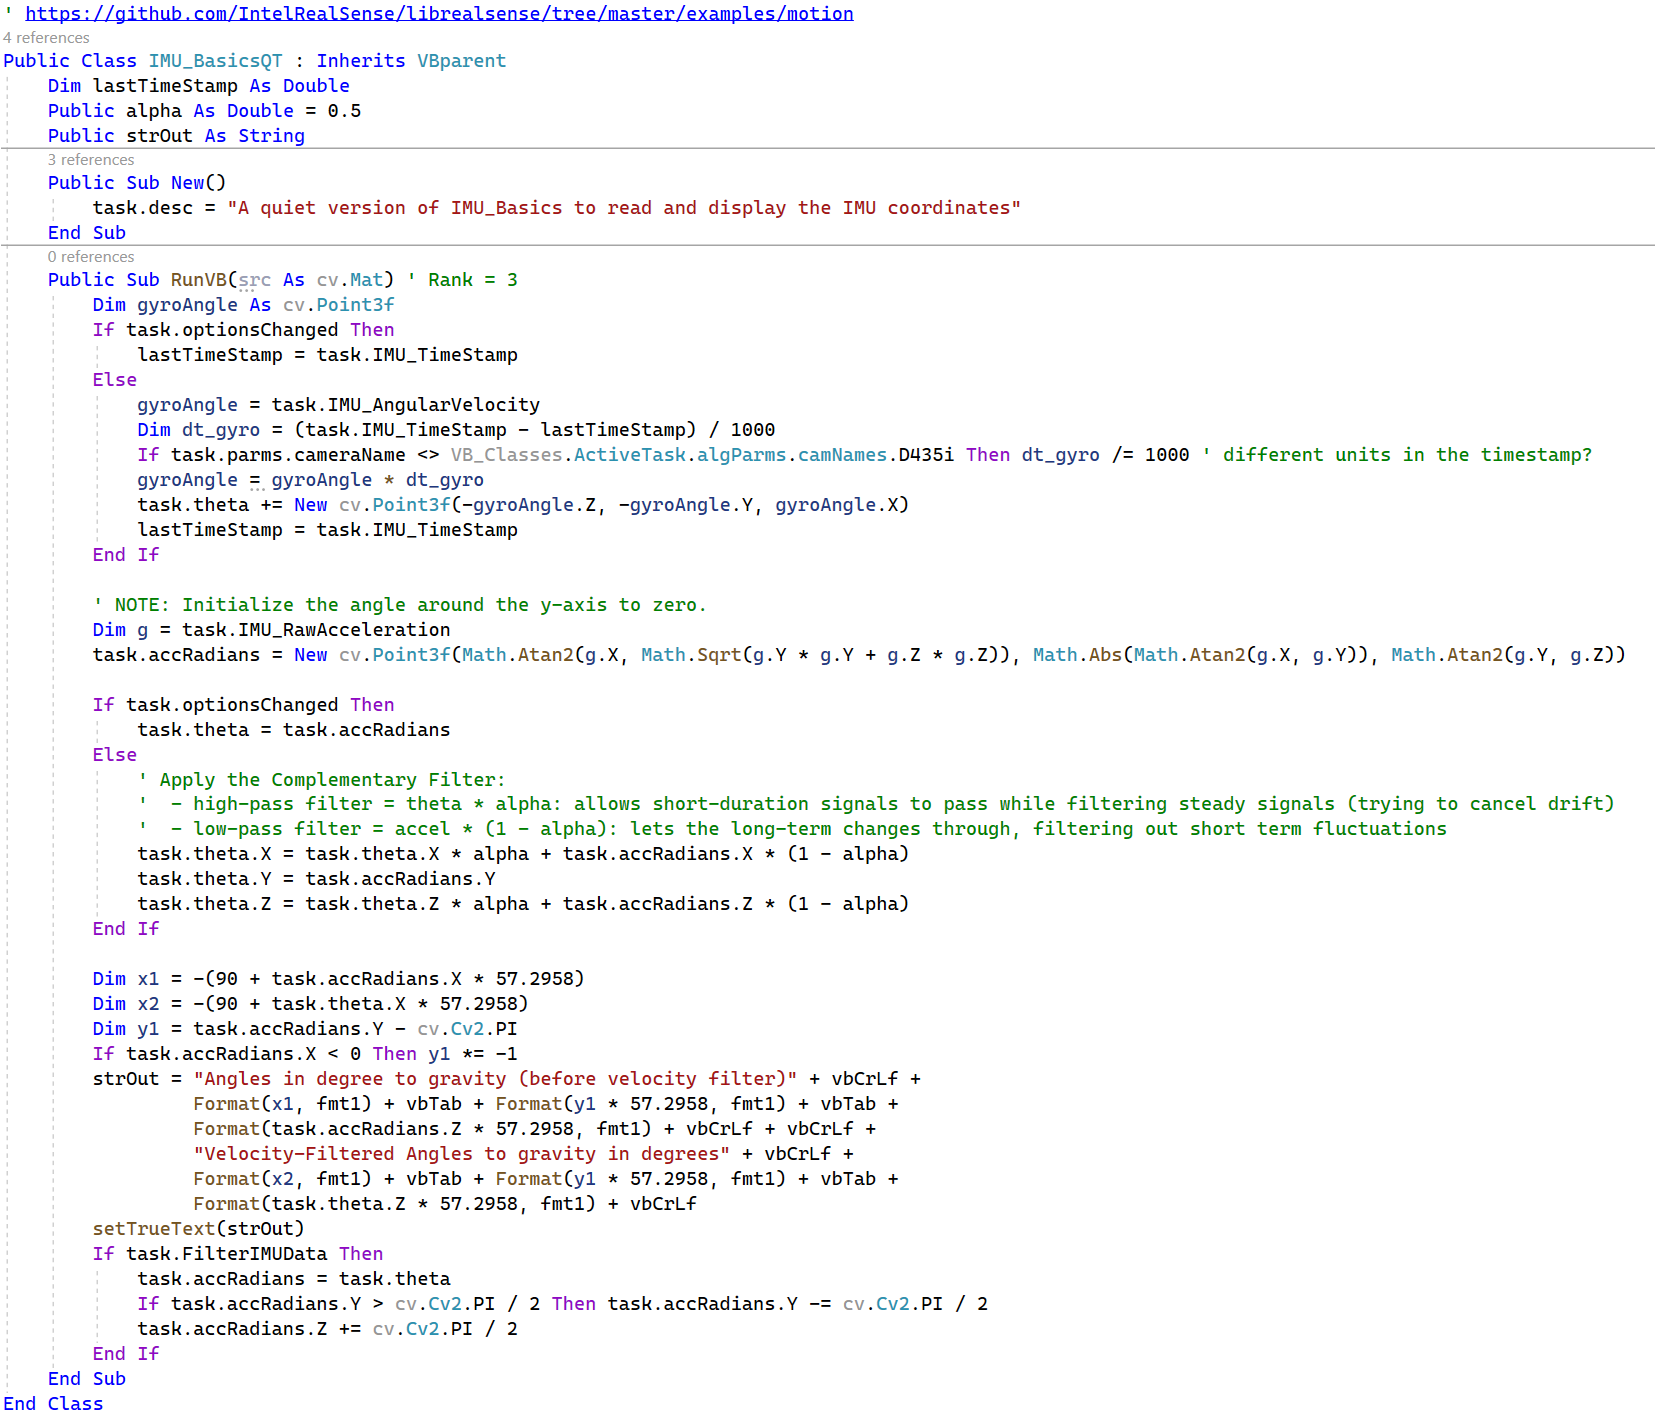 ' https://github.com/IntelRealSense/librealsense/tree/master/examples/motion
4 references
Public Class IMU_BasicsQT : Inherits VBparent
Dim lastTimeStamp As Double
Public alpha As Double = 0.5
Public strOut As String
3 references
Public Sub New()
task.desc = "A quiet version of IMU_Basics to read and display the IMU coordinates"
End Sub
0 references
Public Sub RunVB(src As cv.Mat) ' Rank = 3
Dim gyroAngle As cv.Point3f
If task.optionsChanged Then
lastTimeStamp = task.IMU_TimeStamp
Else
gyroAngle = task.IMU_AngularVelocity
Dim dt_gyro = (task.IMU_TimeStamp - lastTimeStamp) / 1000
If task.parms.cameraName <> VB_Classes.ActiveTask.algParms.camNames.D435i Then dt_gyro /= 1000 ' different units in the timestamp?
gyroAngle = gyroAngle * dt_gyro
task.theta += New cv.Point3f(-gyroAngle.Z, -gyroAngle.Y, gyroAngle.X)
lastTimeStamp = task.IMU_TimeStamp
End If
' NOTE: Initialize the angle around the y-axis to zero.
Dim g = task.IMU_RawAcceleration
task.accRadians = New cv.Point3f(Math.Atan2(g.X, Math.Sqrt(g.Y * g.Y + g.Z * g.Z)), Math.Abs(Math.Atan2(g.X, g.Y)), Math.Atan2(g.Y, g.Z))
If task.optionsChanged Then
task.theta = task.accRadians
Else
' Apply the Complementary Filter:
'  - high-pass filter = theta * alpha: allows short-duration signals to pass while filtering steady signals (trying to cancel drift)
'  - low-pass filter = accel * (1 - alpha): lets the long-term changes through, filtering out short term fluctuations
task.theta.X = task.theta.X * alpha + task.accRadians.X * (1 - alpha)
task.theta.Y = task.accRadians.Y
task.theta.Z = task.theta.Z * alpha + task.accRadians.Z * (1 - alpha)
End If
Dim x1 = -(90 + task.accRadians.X * 57.2958)
Dim x2 = -(90 + task.theta.X * 57.2958)
Dim y1 = task.accRadians.Y - cv.Cv2.PI
If task.accRadians.X < 0 Then y1 *= -1
strOut = "Angles in degree to gravity (before velocity filter)" + vbCrLf +
Format(x1, fmt1) + vbTab + Format(y1 * 57.2958, fmt1) + vbTab +
Format(task.accRadians.Z * 57.2958, fmt1) + vbCrLf + vbCrLf +
"Velocity-Filtered Angles to gravity in degrees" + vbCrLf +
Format(x2, fmt1) + vbTab + Format(y1 * 57.2958, fmt1) + vbTab +
Format(task.theta.Z * 57.2958, fmt1) + vbCrLf
setTrueText(strOut)
If task.FilterIMUData Then
task.accRadians = task.theta
If task.accRadians.Y > cv.Cv2.PI / 2 Then task.accRadians.Y -= cv.Cv2.PI / 2
task.accRadians.Z += cv.Cv2.PI / 2
End If
End Sub
End Class